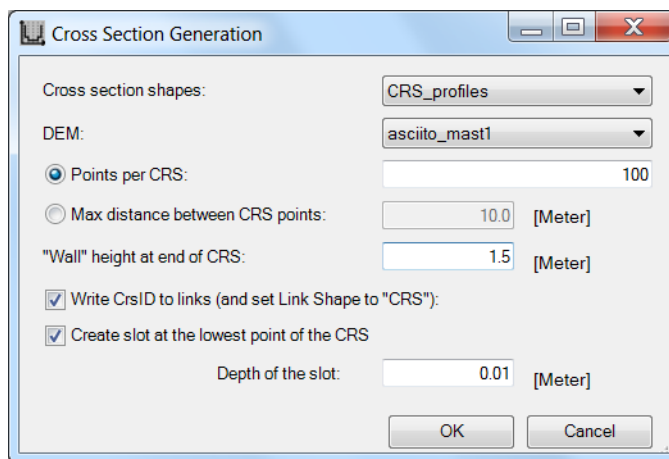 Cross Section Generation
Cross section shapes: CRS_profiles
DEM: asciito_mast1
Points per CRS: 100
Max distance between CRS points: 10.0 [Meter]
"Wall" height at end of CRS: 1.5 [Meter]
Write CrsID to links (and set Link Shape to "CRS"):
Create slot at the lowest point of the CRS
Depth of the slot: 0.01 [Meter]
OK Cancel